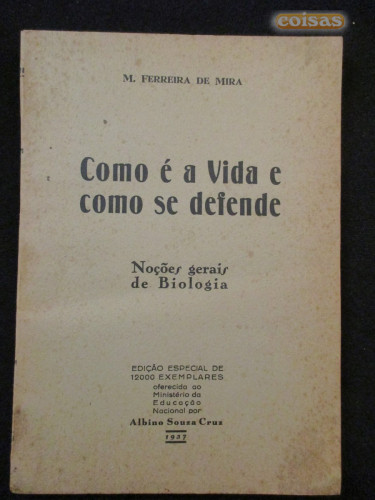 coisas
M. FERREIRA DE MIRA
Como é a Vida e
como se defende
Noções gerais
de Biologia
EDIÇÃO ESPECIAL DE
12000 EXEMPLARES
oferecida ao
Ministério da
Educação
Nacional por
Albino Souza Cruz
1937